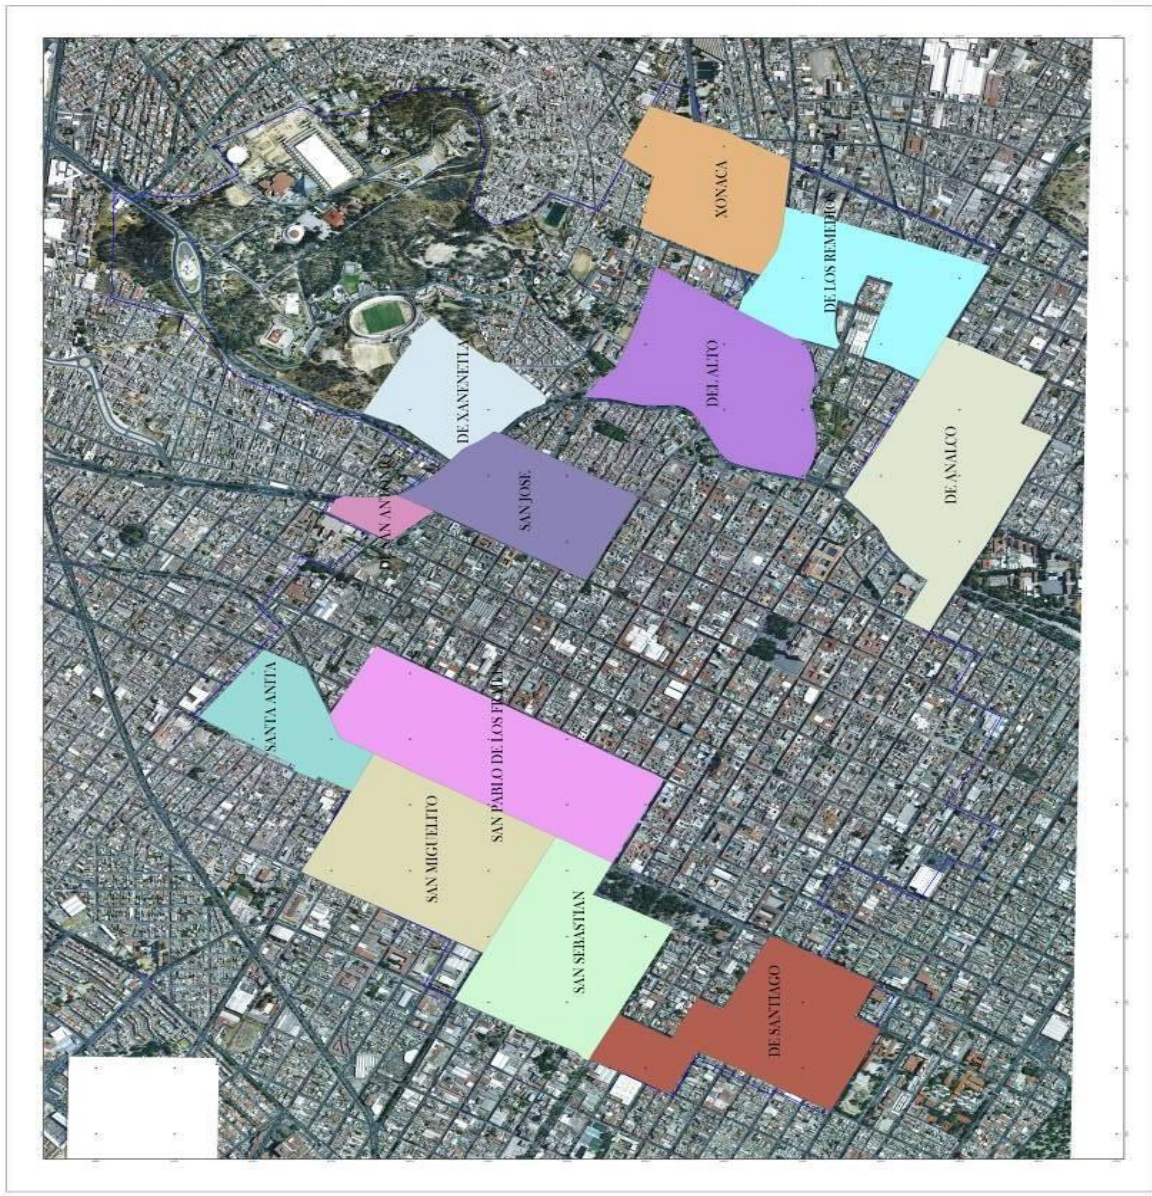 XONACA
DE LOS REMEDIOS
DE XANENETLA
DEL ALTO
DE ANALCO
SAN JOSE
SANTA ANITA
SAN PABLO DE LOS
SAN MIGUELITO
SAN SEBASTIAN
DE SANTIAGO